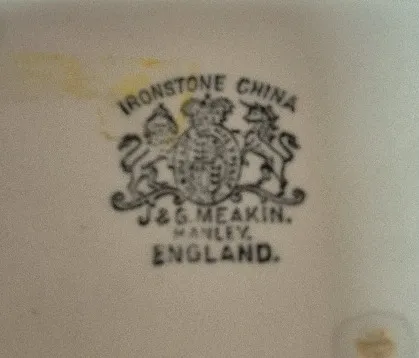 IRONSTONE CHINA
J & G. MEAKIN.
HANLEY.
ENGLAND.